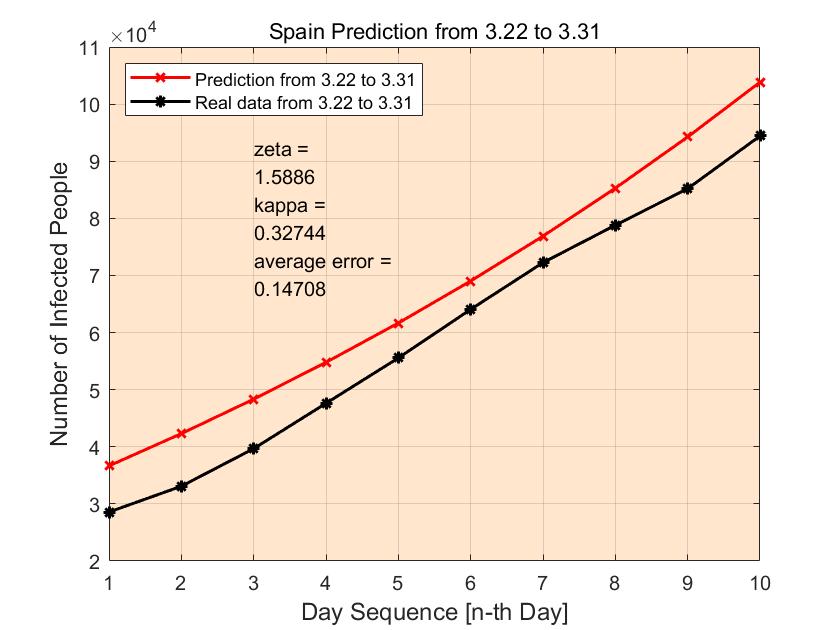 ×10⁴
Spain Prediction from 3.22 to 3.31
11
10
9
8
7
6
5
4
3
2
Number of Infected People
Prediction from 3.22 to 3.31
Real data from 3.22 to 3.31
zeta =
1.5886
kappa =
0.32744
average error =
0.14708
1 2 3 4 5 6 7 8 9 10
Day Sequence [n-th Day]